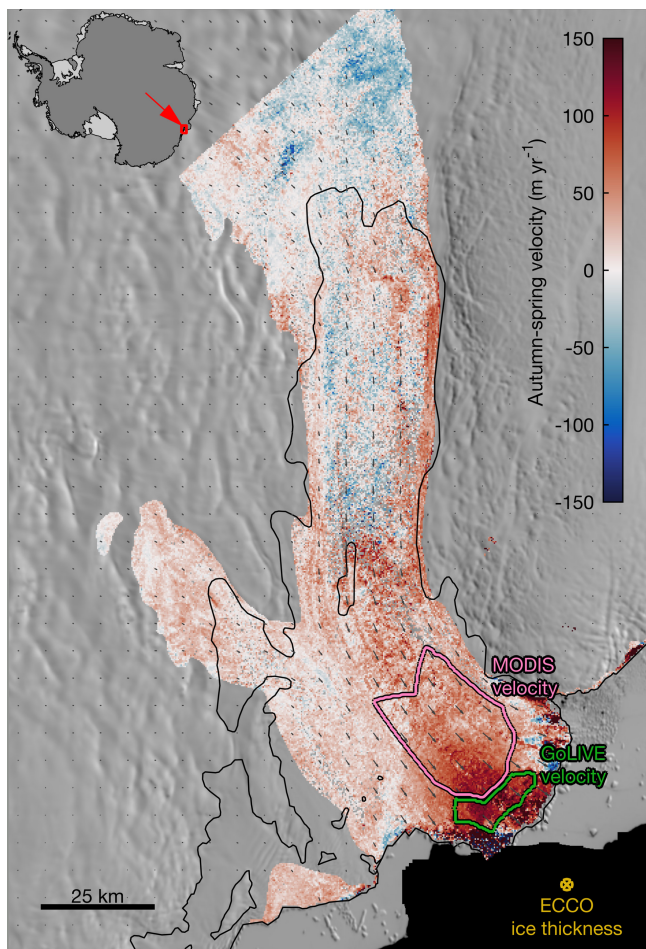 150
100
50
0
-50
-100
-150
Autumn-spring velocity (m yr⁻¹)
MODIS
velocity
GoLIVE
velocity
25 km
ECCO
ice thickness